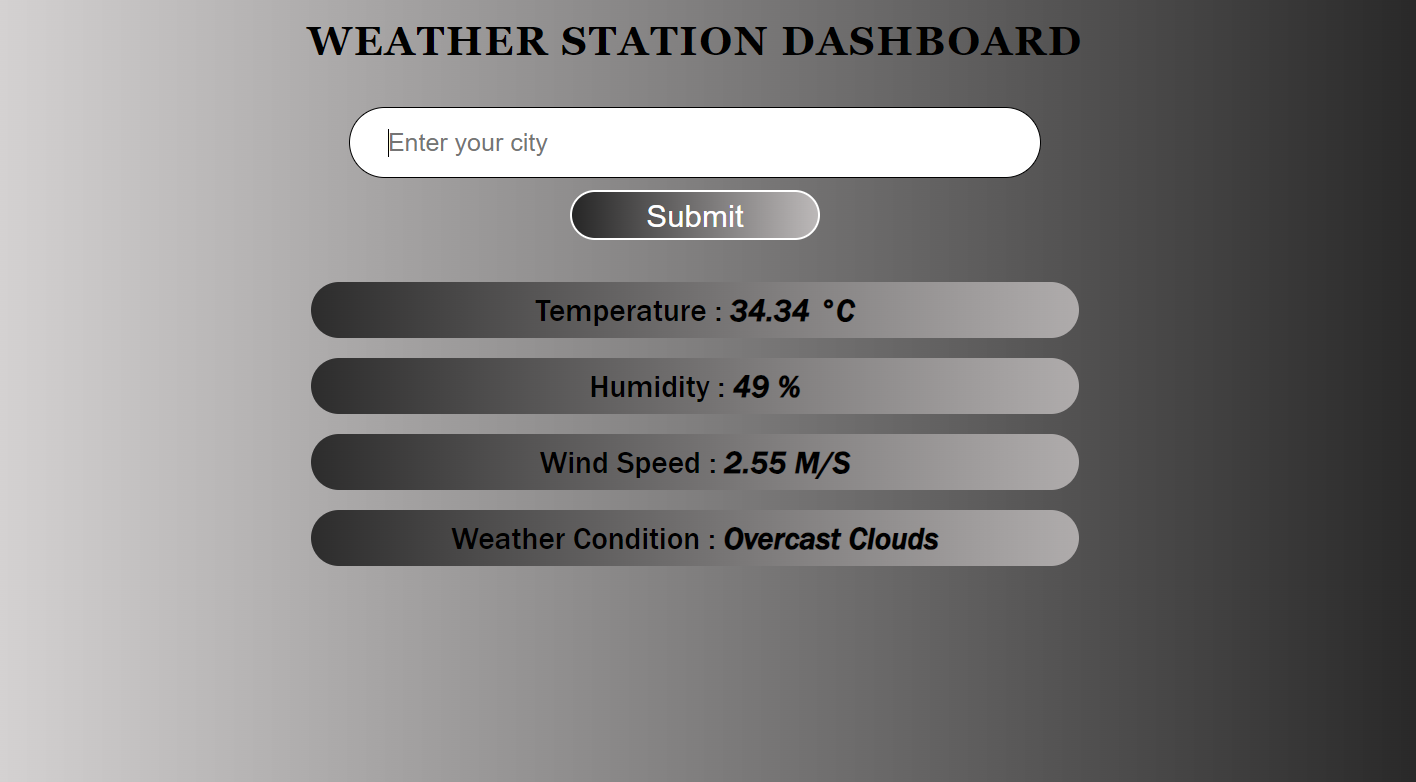 WEATHER STATION DASHBOARD
Enter your city
Submit
Temperature : 34.34 °C
Humidity : 49 %
Wind Speed : 2.55 M/S
Weather Condition : Overcast Clouds